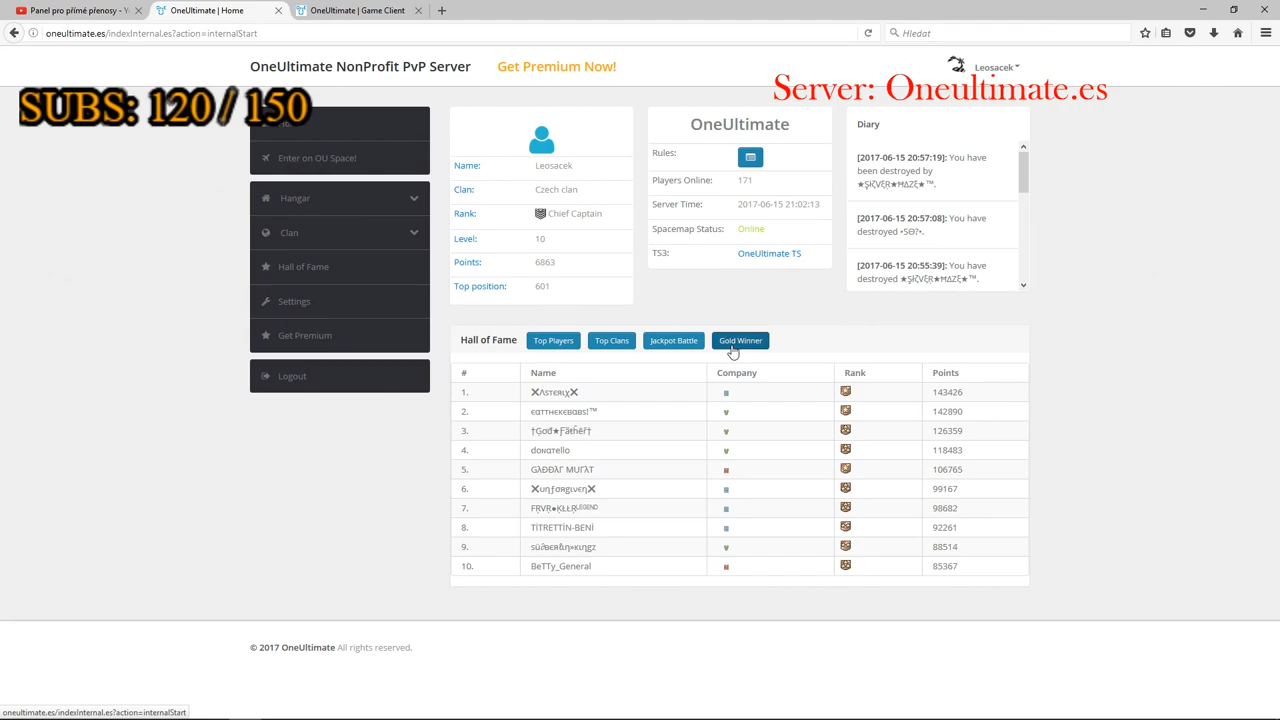 Panel pro přímé přenosy - Y
OneUltimate | Home
OneUltimate | Game Client
oneultimate.es/indexInternal.es?action=internalStart
Hledat
OneUltimate NonProfit PvP Server
Get Premium Now!
Leosacek
Server: Oneultimate.es
SUBS: 120 / 150
Enter on OU Space!
Hangar
Clan
Hall of Fame
Settings
Get Premium
Logout
Name: Leosacek
Clan: Czech clan
Rank: Chief Captain
Level: 10
Points: 6863
Top position: 601
OneUltimate
Rules:
Players Online: 171
Server Time: 2017-06-15 21:02:13
Spacemap Status: Online
TS3: OneUltimate TS
Diary
[2017-06-15 20:57:19]: You have
been destroyed by
[2017-06-15 20:57:08]: You have
destroyed •SΘ?•.
[2017-06-15 20:55:39]: You have
destroyed
Hall of Fame Top Players Top Clans Jackpot Battle Gold Winner
# Name Company Rank Points
1. 143426
2. 142890
3. 126359
4. 118483
5. 106765
6. 99167
7. 98682
8. TİTRETTİN-BENİ 92261
9. 88514
10. BeTTy_General 85367
© 2017 OneUltimate All rights reserved.
oneultimate.es/indexInternal.es?action=internalStart